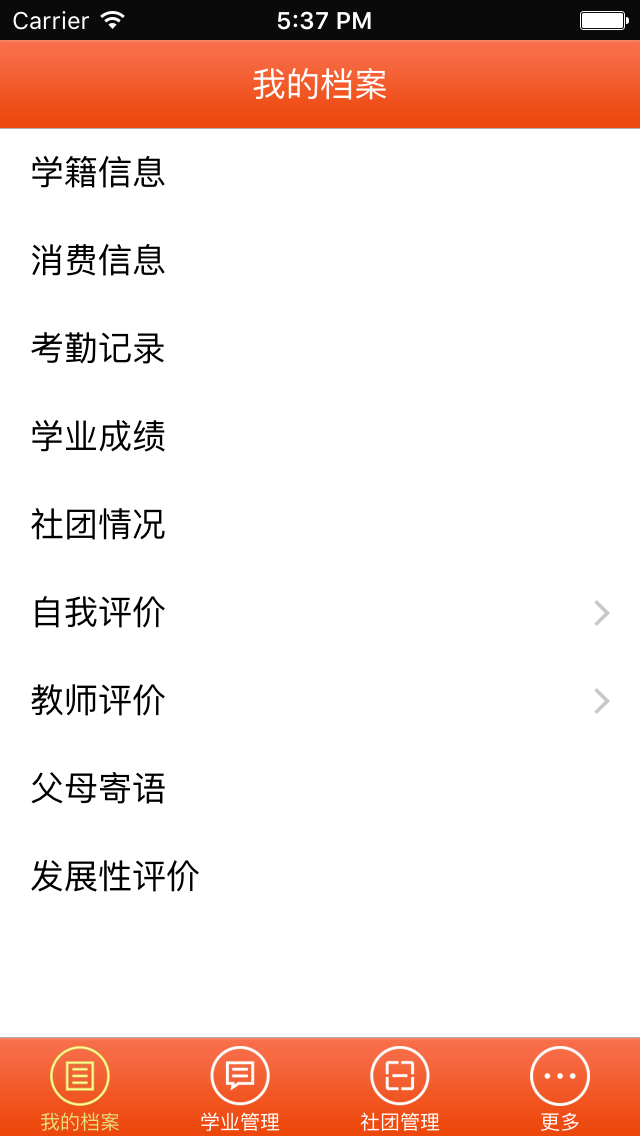 Carrier 5:37 PM
我的档案
学籍信息
消费信息
考勤记录
学业成绩
社团情况
自我评价
教师评价
父母寄语
发展性评价
我的档案 学业管理 社团管理 更多